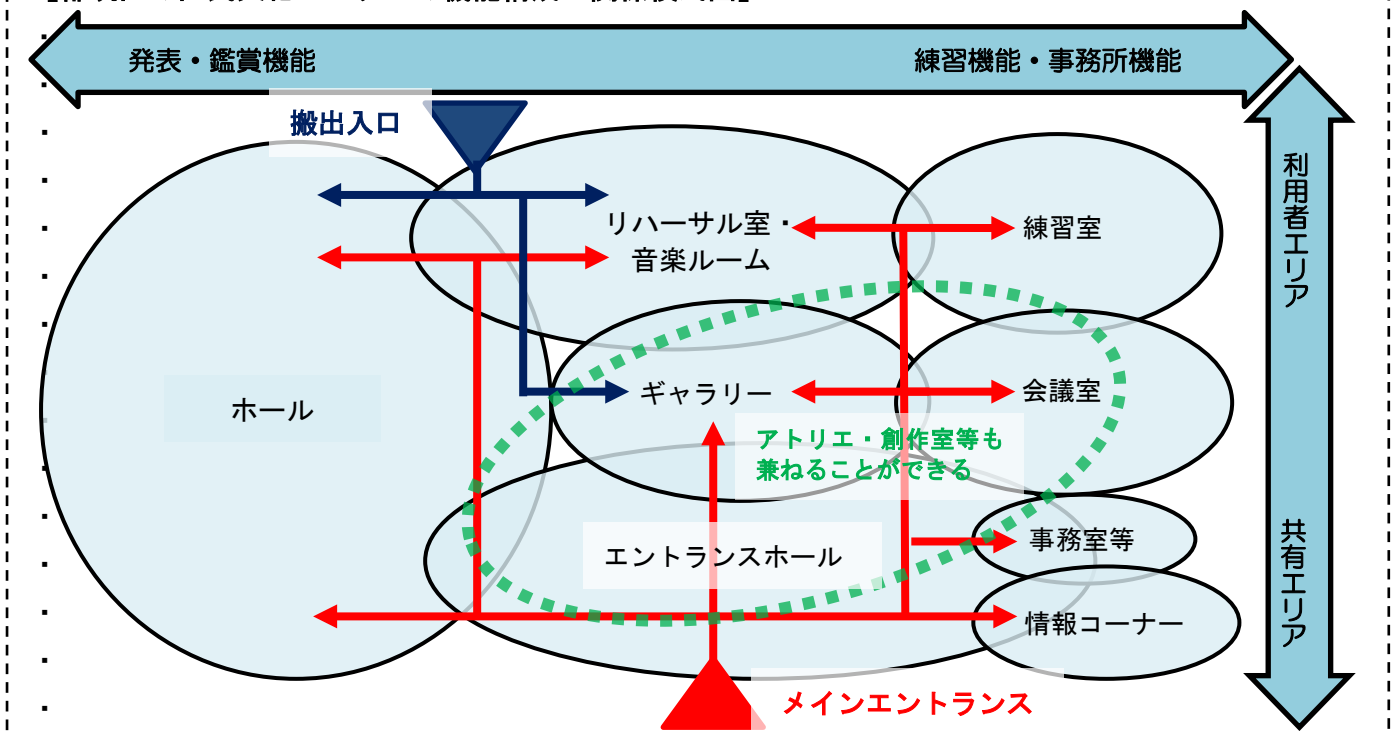 発表・鑑賞機能
練習機能・事務所機能
搬出入口
利用者エリア
リハーサル室・
音楽ルーム
練習室
ホール
ギャラリー
会議室
アトリエ・創作室等も
兼ねることができる
エントランスホール
事務室等
共有エリア
情報コーナー
メインエントランス